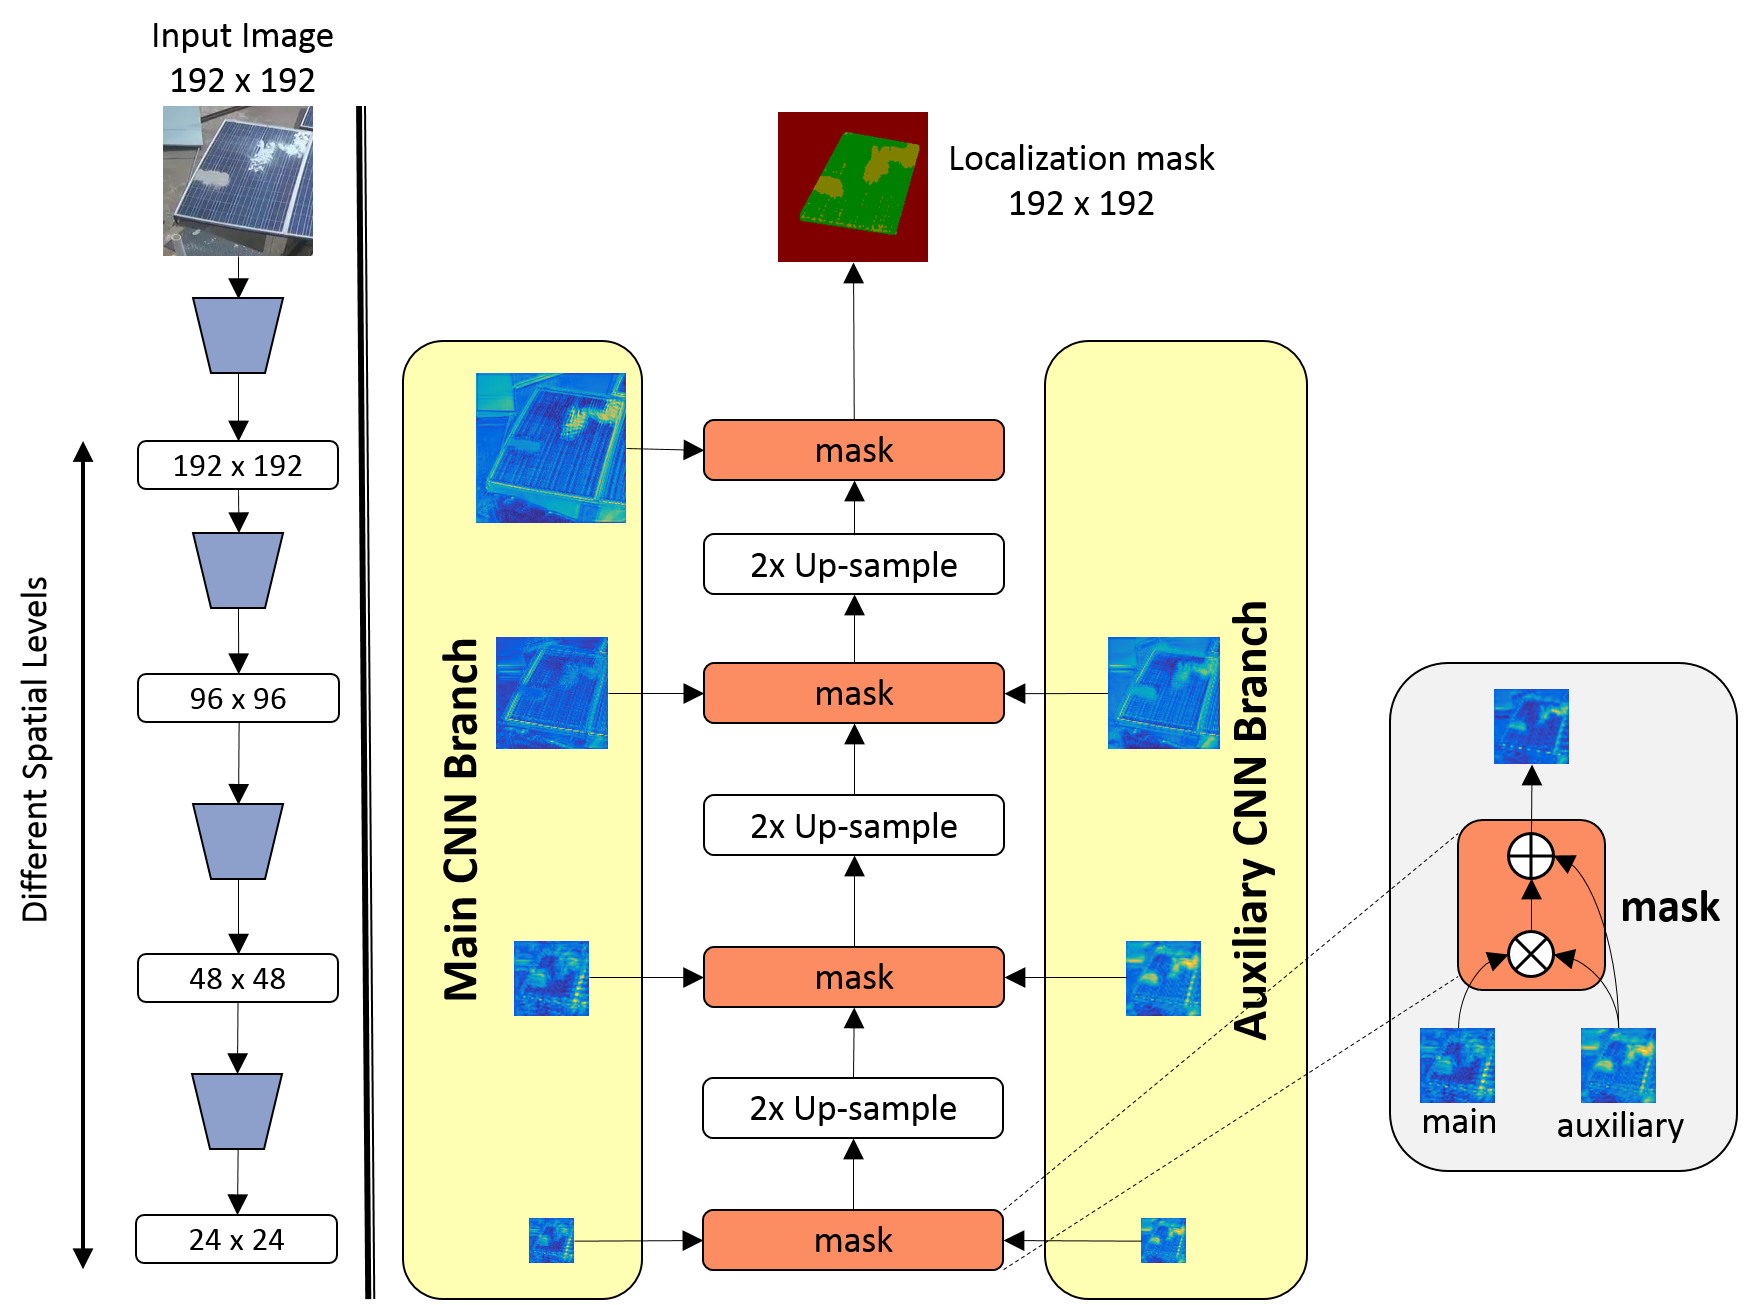 Input Image
192 x 192
Different Spatial Levels
192 x 192
96 x 96
48 x 48
24 x 24
Localization mask
192 x 192
Main CNN Branch
mask
2x Up-sample
mask
2x Up-sample
mask
2x Up-sample
mask
Auxiliary CNN Branch
mask
main
auxiliary